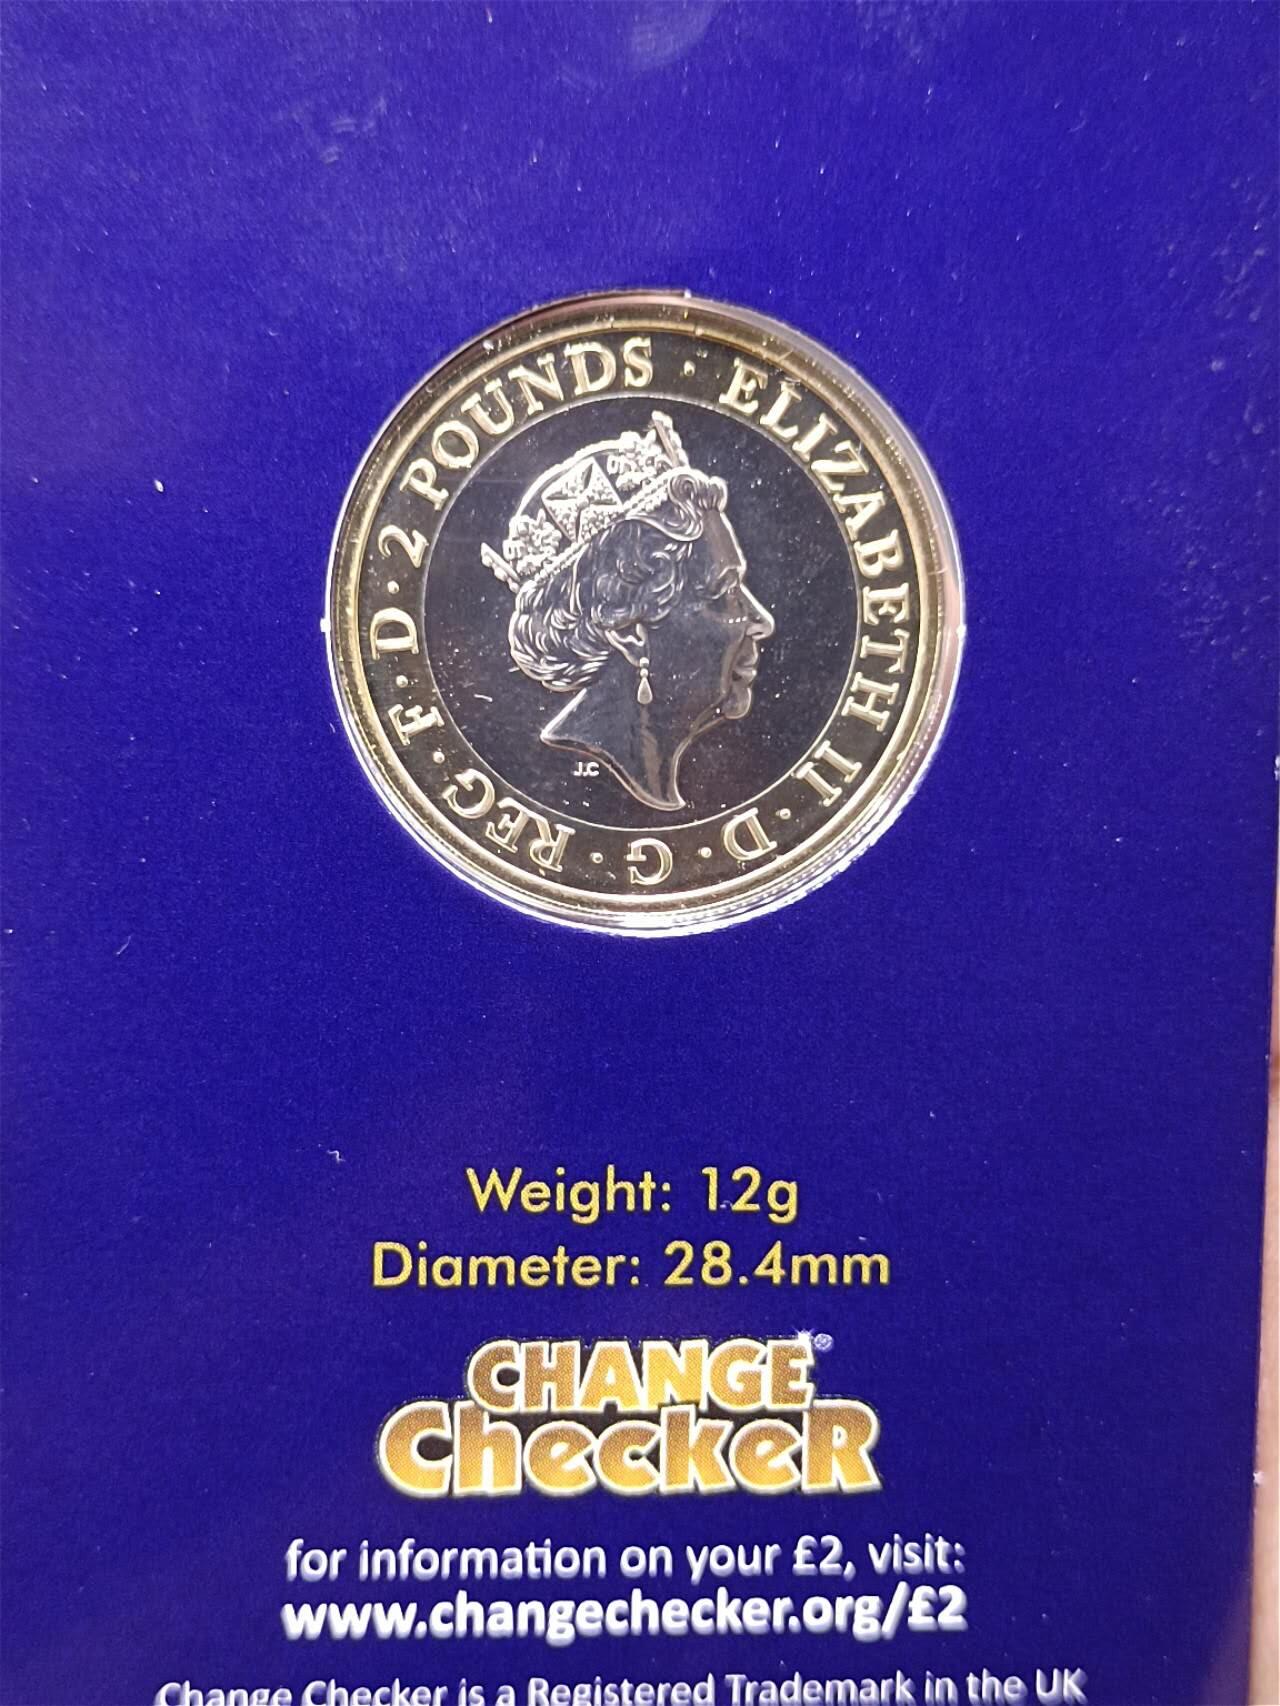 ELIZABETH II · D · G · REG · F · D · 2 POUNDS ·
J.C
Weight: 12g
Diameter: 28.4mm
CHANGE
CheckeR
for information on your £2, visit:
www.changechecker.org/£2
Change Checker is a Registered Trademark in the UK